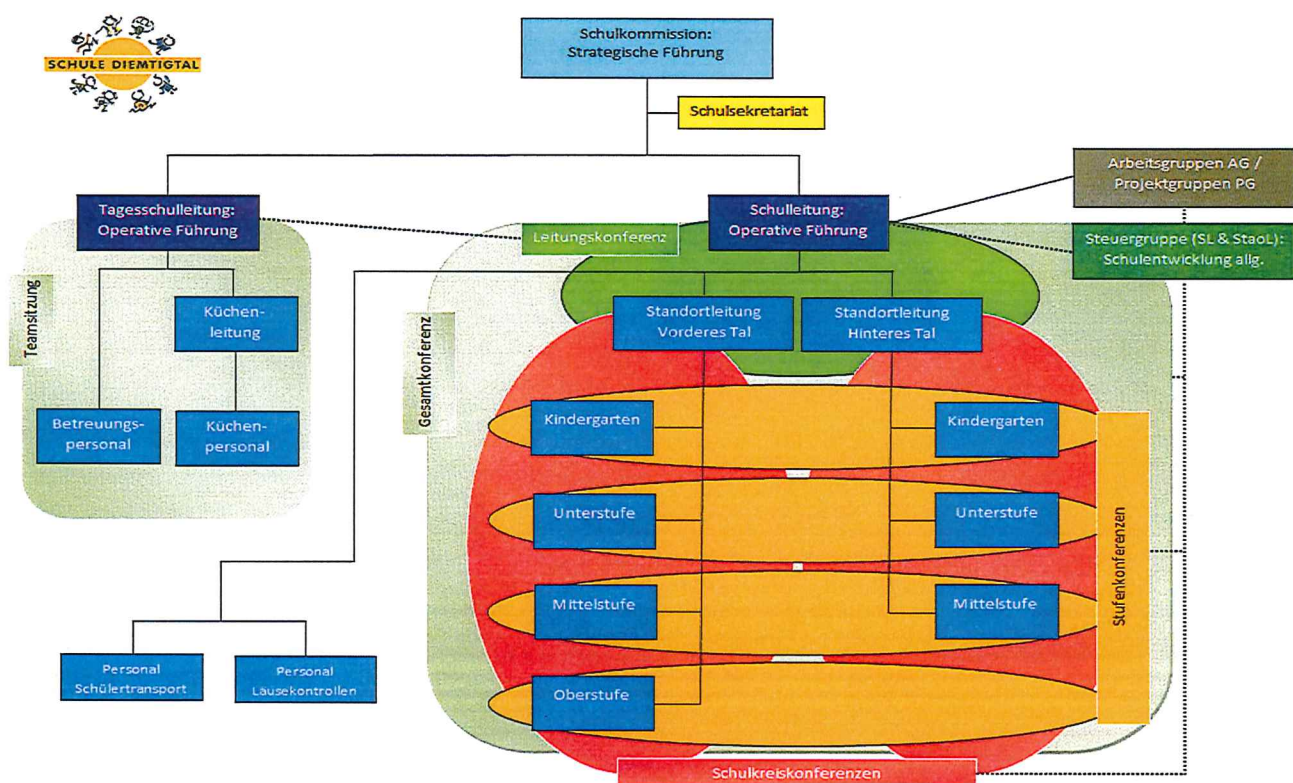 Schulkommission:
Strategische Führung
SCHULE DIEMTIGTAL
Schulsekretariat
Arbeitsgruppen AG /
Projektgruppen PG
Tagesschulleitung:
Operative Führung
Schulleitung:
Operative Führung
Leitungskonferenz
Steuergruppe (SL & StaoL):
Schulentwicklung allg.
Teamsitzung
Küchen-
leitung
Betreuungs-
personal
Küchen-
personal
Gesamtkonferenz
Standortleitung
Vorderes Tal
Standortleitung
Hinteres Tal
Kindergarten
Kindergarten
Unterstufe
Unterstufe
Mittelstufe
Mittelstufe
Oberstufe
Stufenkonferenzen
Personal
Schülertransport
Personal
Läusekontrollen
Schulkreiskonferenzen